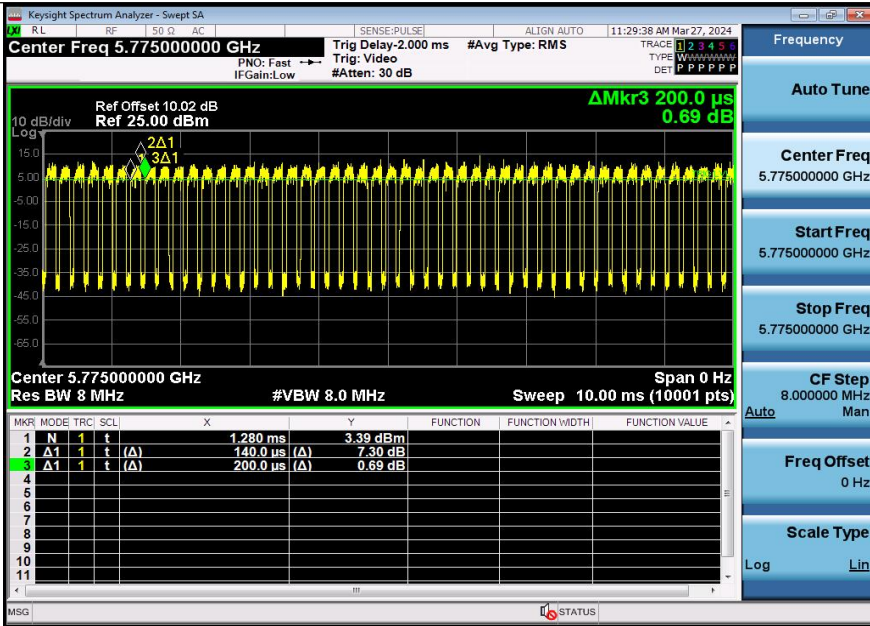 Keysight Spectrum Analyzer - Swept SA
LXI RL RF 50 Ω AC SENSE:PULSE ALIGN AUTO 11:29:38 AM Mar 27, 2024
Center Freq 5.775000000 GHz
PNO: Fast
IFGain:Low
Trig Delay-2.000 ms
Trig: Video
#Atten: 30 dB
#Avg Type: RMS
TRACE 1 2 3 4 5 6
TYPE WWWWWW
DET P P P P P P
10 dB/div
Log
Ref Offset 10.02 dB
Ref 25.00 dBm
ΔMkr3 200.0 µs
0.69 dB
2Δ1
3Δ1
15.0
5.00
-5.00
-15.0
-25.0
-35.0
-45.0
-55.0
-65.0
Center 5.775000000 GHz Span 0 Hz
Res BW 8 MHz #VBW 8.0 MHz Sweep 10.00 ms (10001 pts)
MKR MODE TRC SCL X Y FUNCTION FUNCTION WIDTH FUNCTION VALUE
1 N 1 t 1.280 ms 3.39 dBm
2 Δ1 1 t (Δ) 140.0 µs (Δ) 7.30 dB
3 Δ1 1 t (Δ) 200.0 µs (Δ) 0.69 dB
4
5
6
7
8
9
10
11
MSG STATUS
Frequency
Auto Tune
Center Freq
5.775000000 GHz
Start Freq
5.775000000 GHz
Stop Freq
5.775000000 GHz
CF Step
8.000000 MHz
Auto Man
Freq Offset
0 Hz
Scale Type
Log Lin